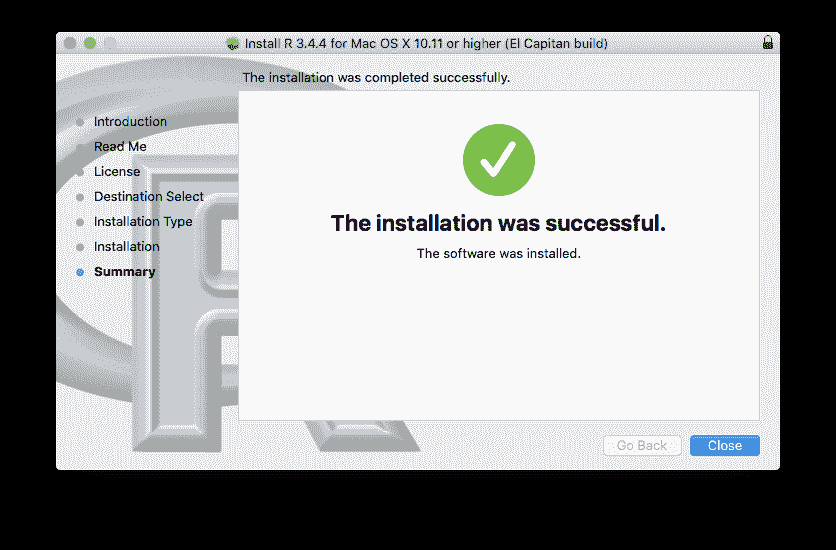 Install R 3.4.4 for Mac OS X 10.11 or higher (El Capitan build)
The installation was completed successfully.
Introduction
Read Me
License
Destination Select
Installation Type
Installation
Summary
The installation was successful.
The software was installed.
Go Back
Close